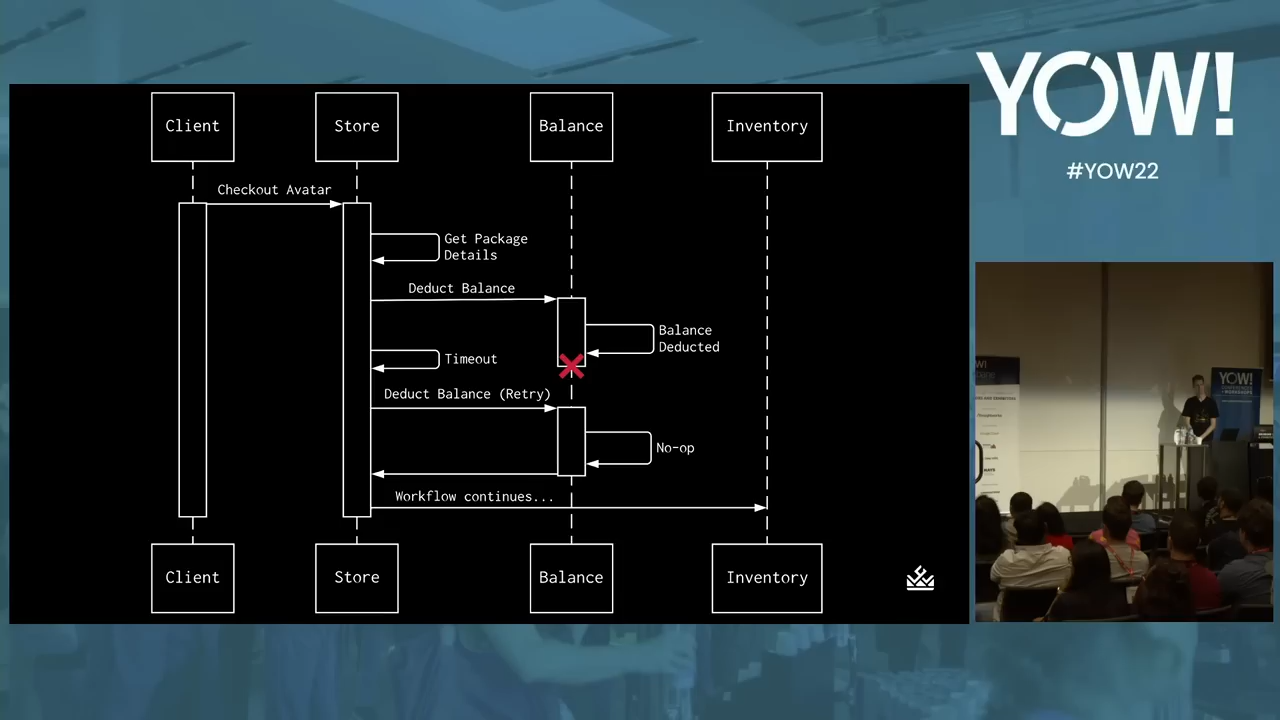 Client
Store
Balance
Inventory
Checkout Avatar
Get Package
Details
Deduct Balance
Balance
Deducted
Timeout
Deduct Balance (Retry)
No-op
Workflow continues...
Client
Store
Balance
Inventory
YOW!
#YOW22
YOW!